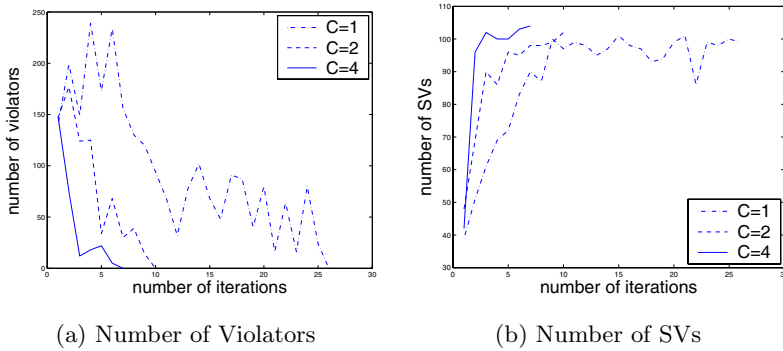 250
200
150
100
50
0
number of violators
C=1
C=2
C=4
0 5 10 15 20 25 30
number of iterations
(a) Number of Violators
110
100
90
80
70
60
50
40
30
number of SVs
C=1
C=2
C=4
0 5 10 15 20 25
number of iterations
(b) Number of SVs